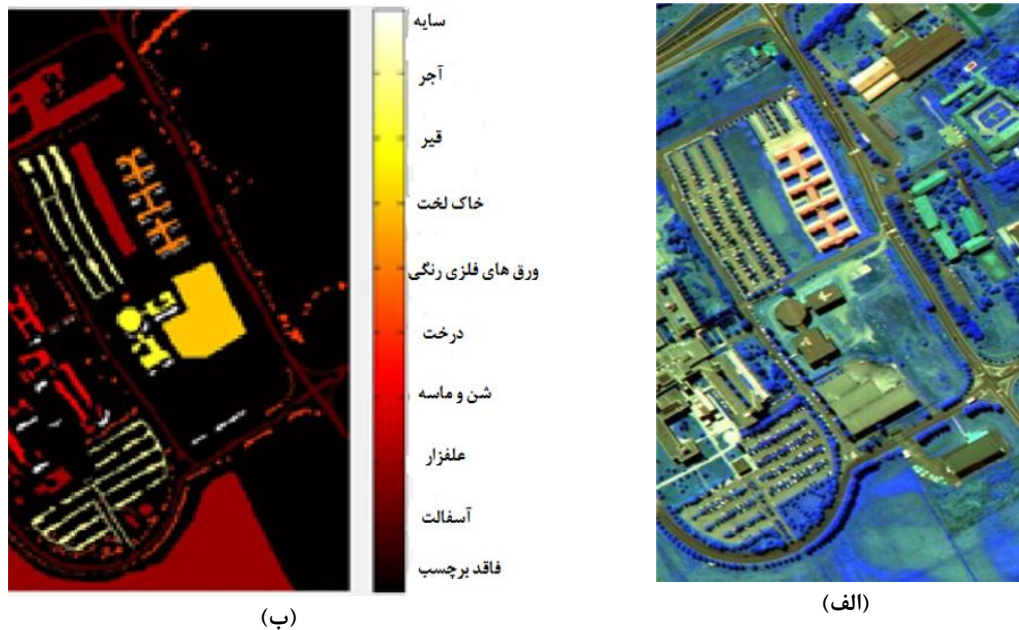 سایه
آجر
قیر
خاک لخت
ورق های فلزی رنگی
درخت
شن و ماسه
علفزار
آسفالت
فاقد برچسب
(الف)
(ب)